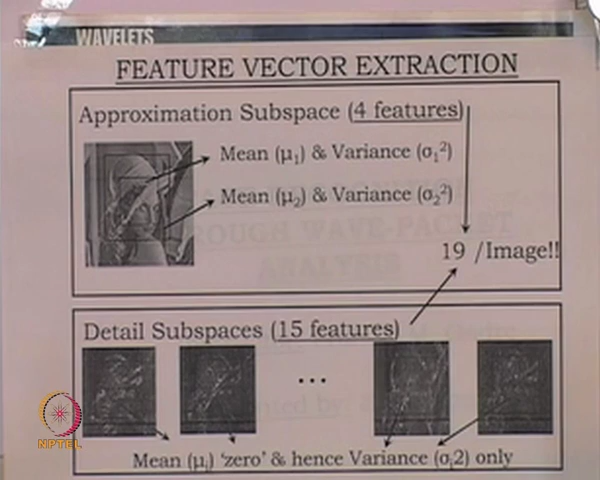 WAVELETS
FEATURE VECTOR EXTRACTION
Approximation Subspace (4 features)
Mean (μ₁) & Variance (σ₁²)
Mean (μ₂) & Variance (σ₂²)
19 /Image!!
Detail Subspaces (15 features)
...
NPTEL
Mean (μᵢ) 'zero' & hence Variance (σᵢ2) only